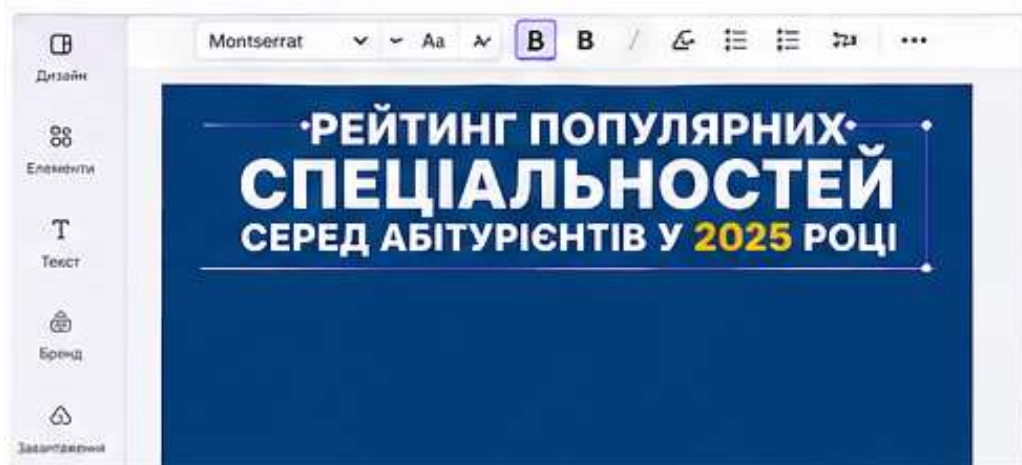 Montserrat Aa B B
Дизайн
Елементи
T
Текст
Бренд
Завантаження
РЕЙТИНГ ПОПУЛЯРНИХ
СПЕЦІАЛЬНОСТЕЙ
СЕРЕД АБІТУРІЄНТІВ У 2025 РОЦІ